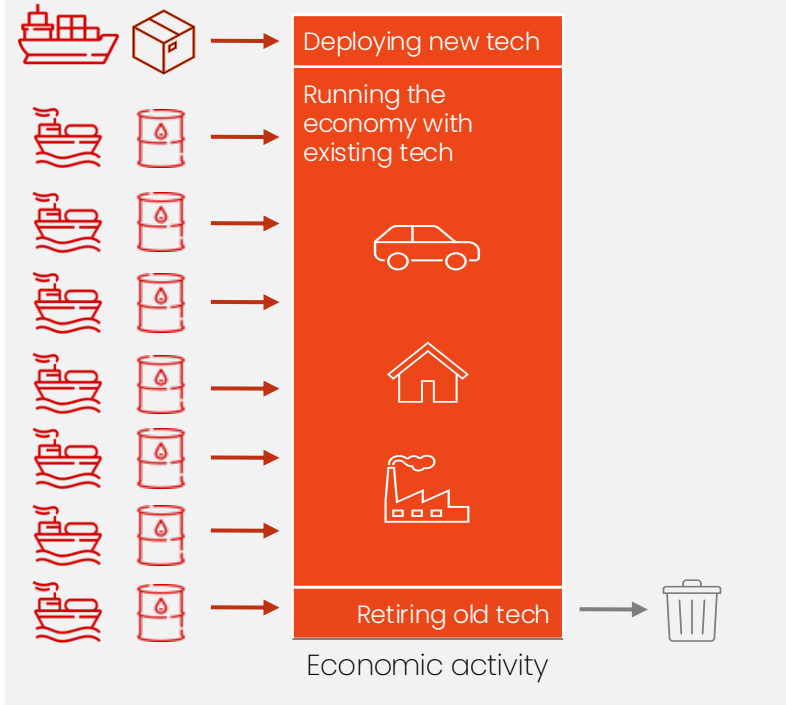 Deploying new tech
Running the
economy with
existing tech
Retiring old tech
Economic activity